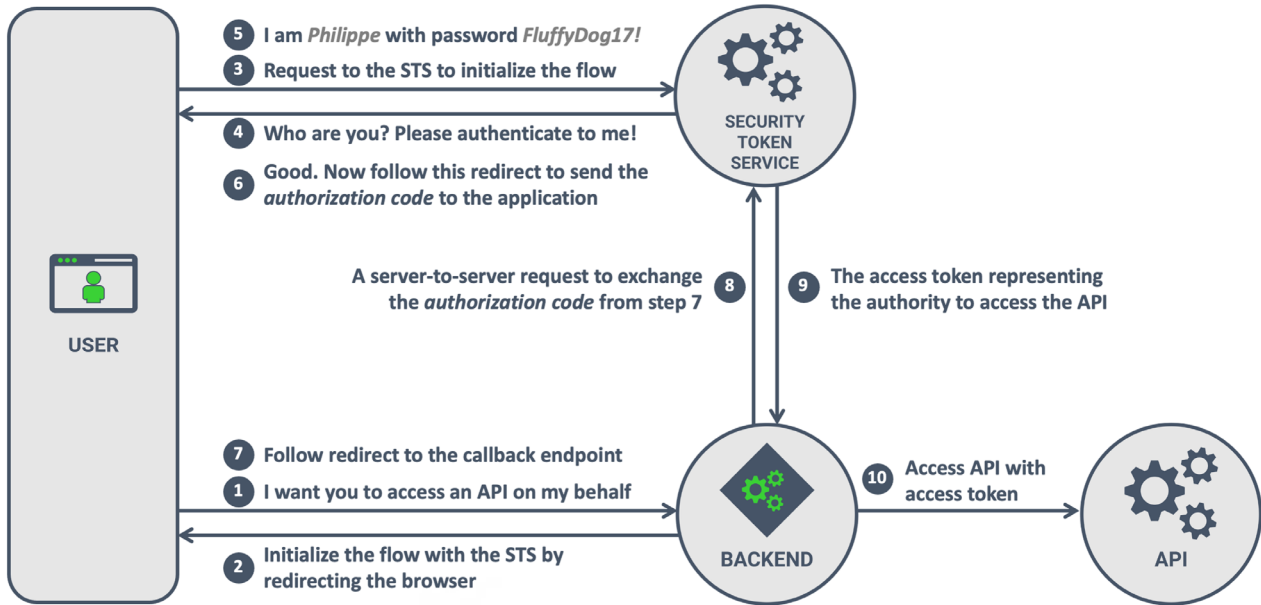 5 I am Philippe with password FluffyDog17!
3 Request to the STS to initialize the flow
4 Who are you? Please authenticate to me!
6 Good. Now follow this redirect to send the
authorization code to the application
SECURITY
TOKEN
SERVICE
USER
A server-to-server request to exchange
the authorization code from step 7
8
9 The access token representing
the authority to access the API
7 Follow redirect to the callback endpoint
1 I want you to access an API on my behalf
2 Initialize the flow with the STS by
redirecting the browser
BACKEND
10 Access API with
access token
API